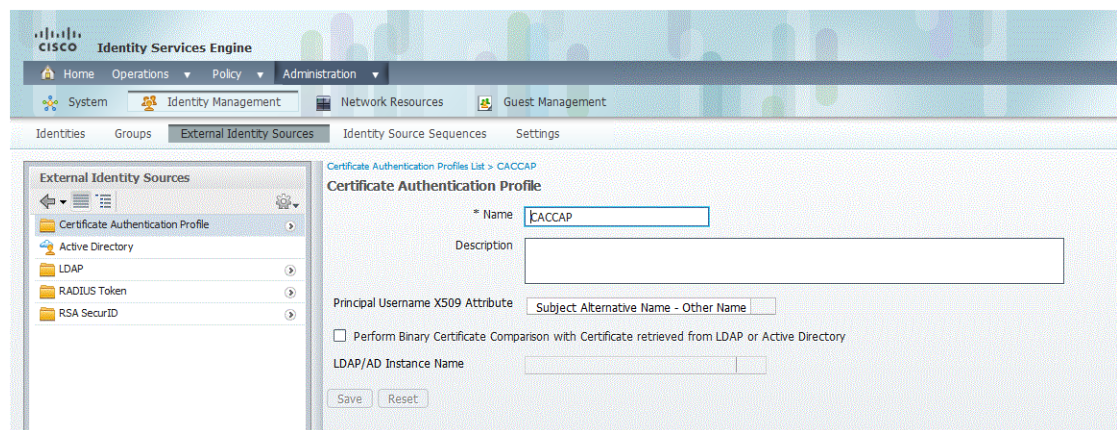 CISCO Identity Services Engine
Home Operations Policy Administration
System Identity Management Network Resources Guest Management
Identities Groups External Identity Sources Identity Source Sequences Settings
External Identity Sources
Certificate Authentication Profile
Active Directory
LDAP
RADIUS Token
RSA SecurID
Certificate Authentication Profiles List > CACCAP
Certificate Authentication Profile
* Name CACCAP
Description
Principal Username X509 Attribute Subject Alternative Name - Other Name
Perform Binary Certificate Comparison with Certificate retrieved from LDAP or Active Directory
LDAP/AD Instance Name
Save Reset